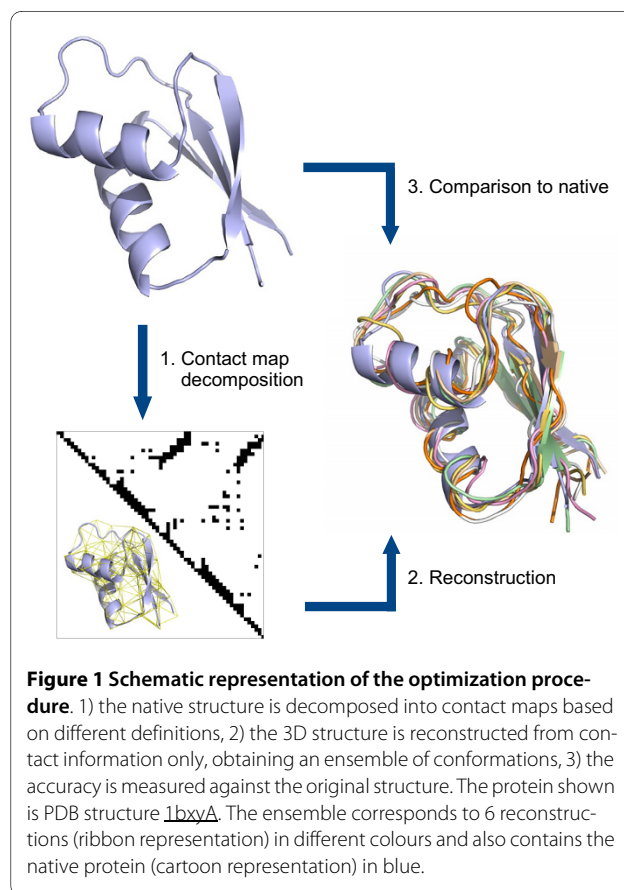 3. Comparison to native
1. Contact map
decomposition
2. Reconstruction
Figure 1 Schematic representation of the optimization proce-
dure. 1) the native structure is decomposed into contact maps based
on different definitions, 2) the 3D structure is reconstructed from con-
tact information only, obtaining an ensemble of conformations, 3) the
accuracy is measured against the original structure. The protein shown
is PDB structure 1bxyA. The ensemble corresponds to 6 reconstruc-
tions (ribbon representation) in different colours and also contains the
native protein (cartoon representation) in blue.